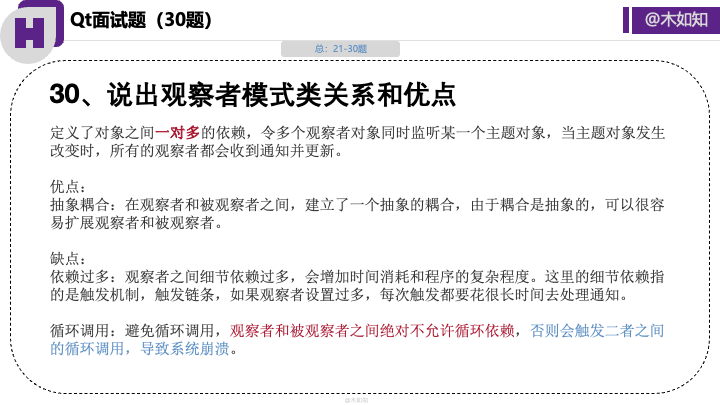 H
Qt面试题（30题）
@木如知
总：21-30题
30、说出观察者模式类关系和优点
定义了对象之间一对多的依赖，令多个观察者对象同时监听某一个主题对象，当主题对象发生
改变时，所有的观察者都会收到通知并更新。
优点：
抽象耦合：在观察者和被观察者之间，建立了一个抽象的耦合，由于耦合是抽象的，可以很容
易扩展观察者和被观察者。
缺点：
依赖过多：观察者之间细节依赖过多，会增加时间消耗和程序的复杂程度。这里的细节依赖指
的是触发机制，触发链条，如果观察者设置过多，每次触发都要花很长时间去处理通知。
循环调用：避免循环调用，观察者和被观察者之间绝对不允许循环依赖，否则会触发二者之间
的循环调用，导致系统崩溃。
@木如知